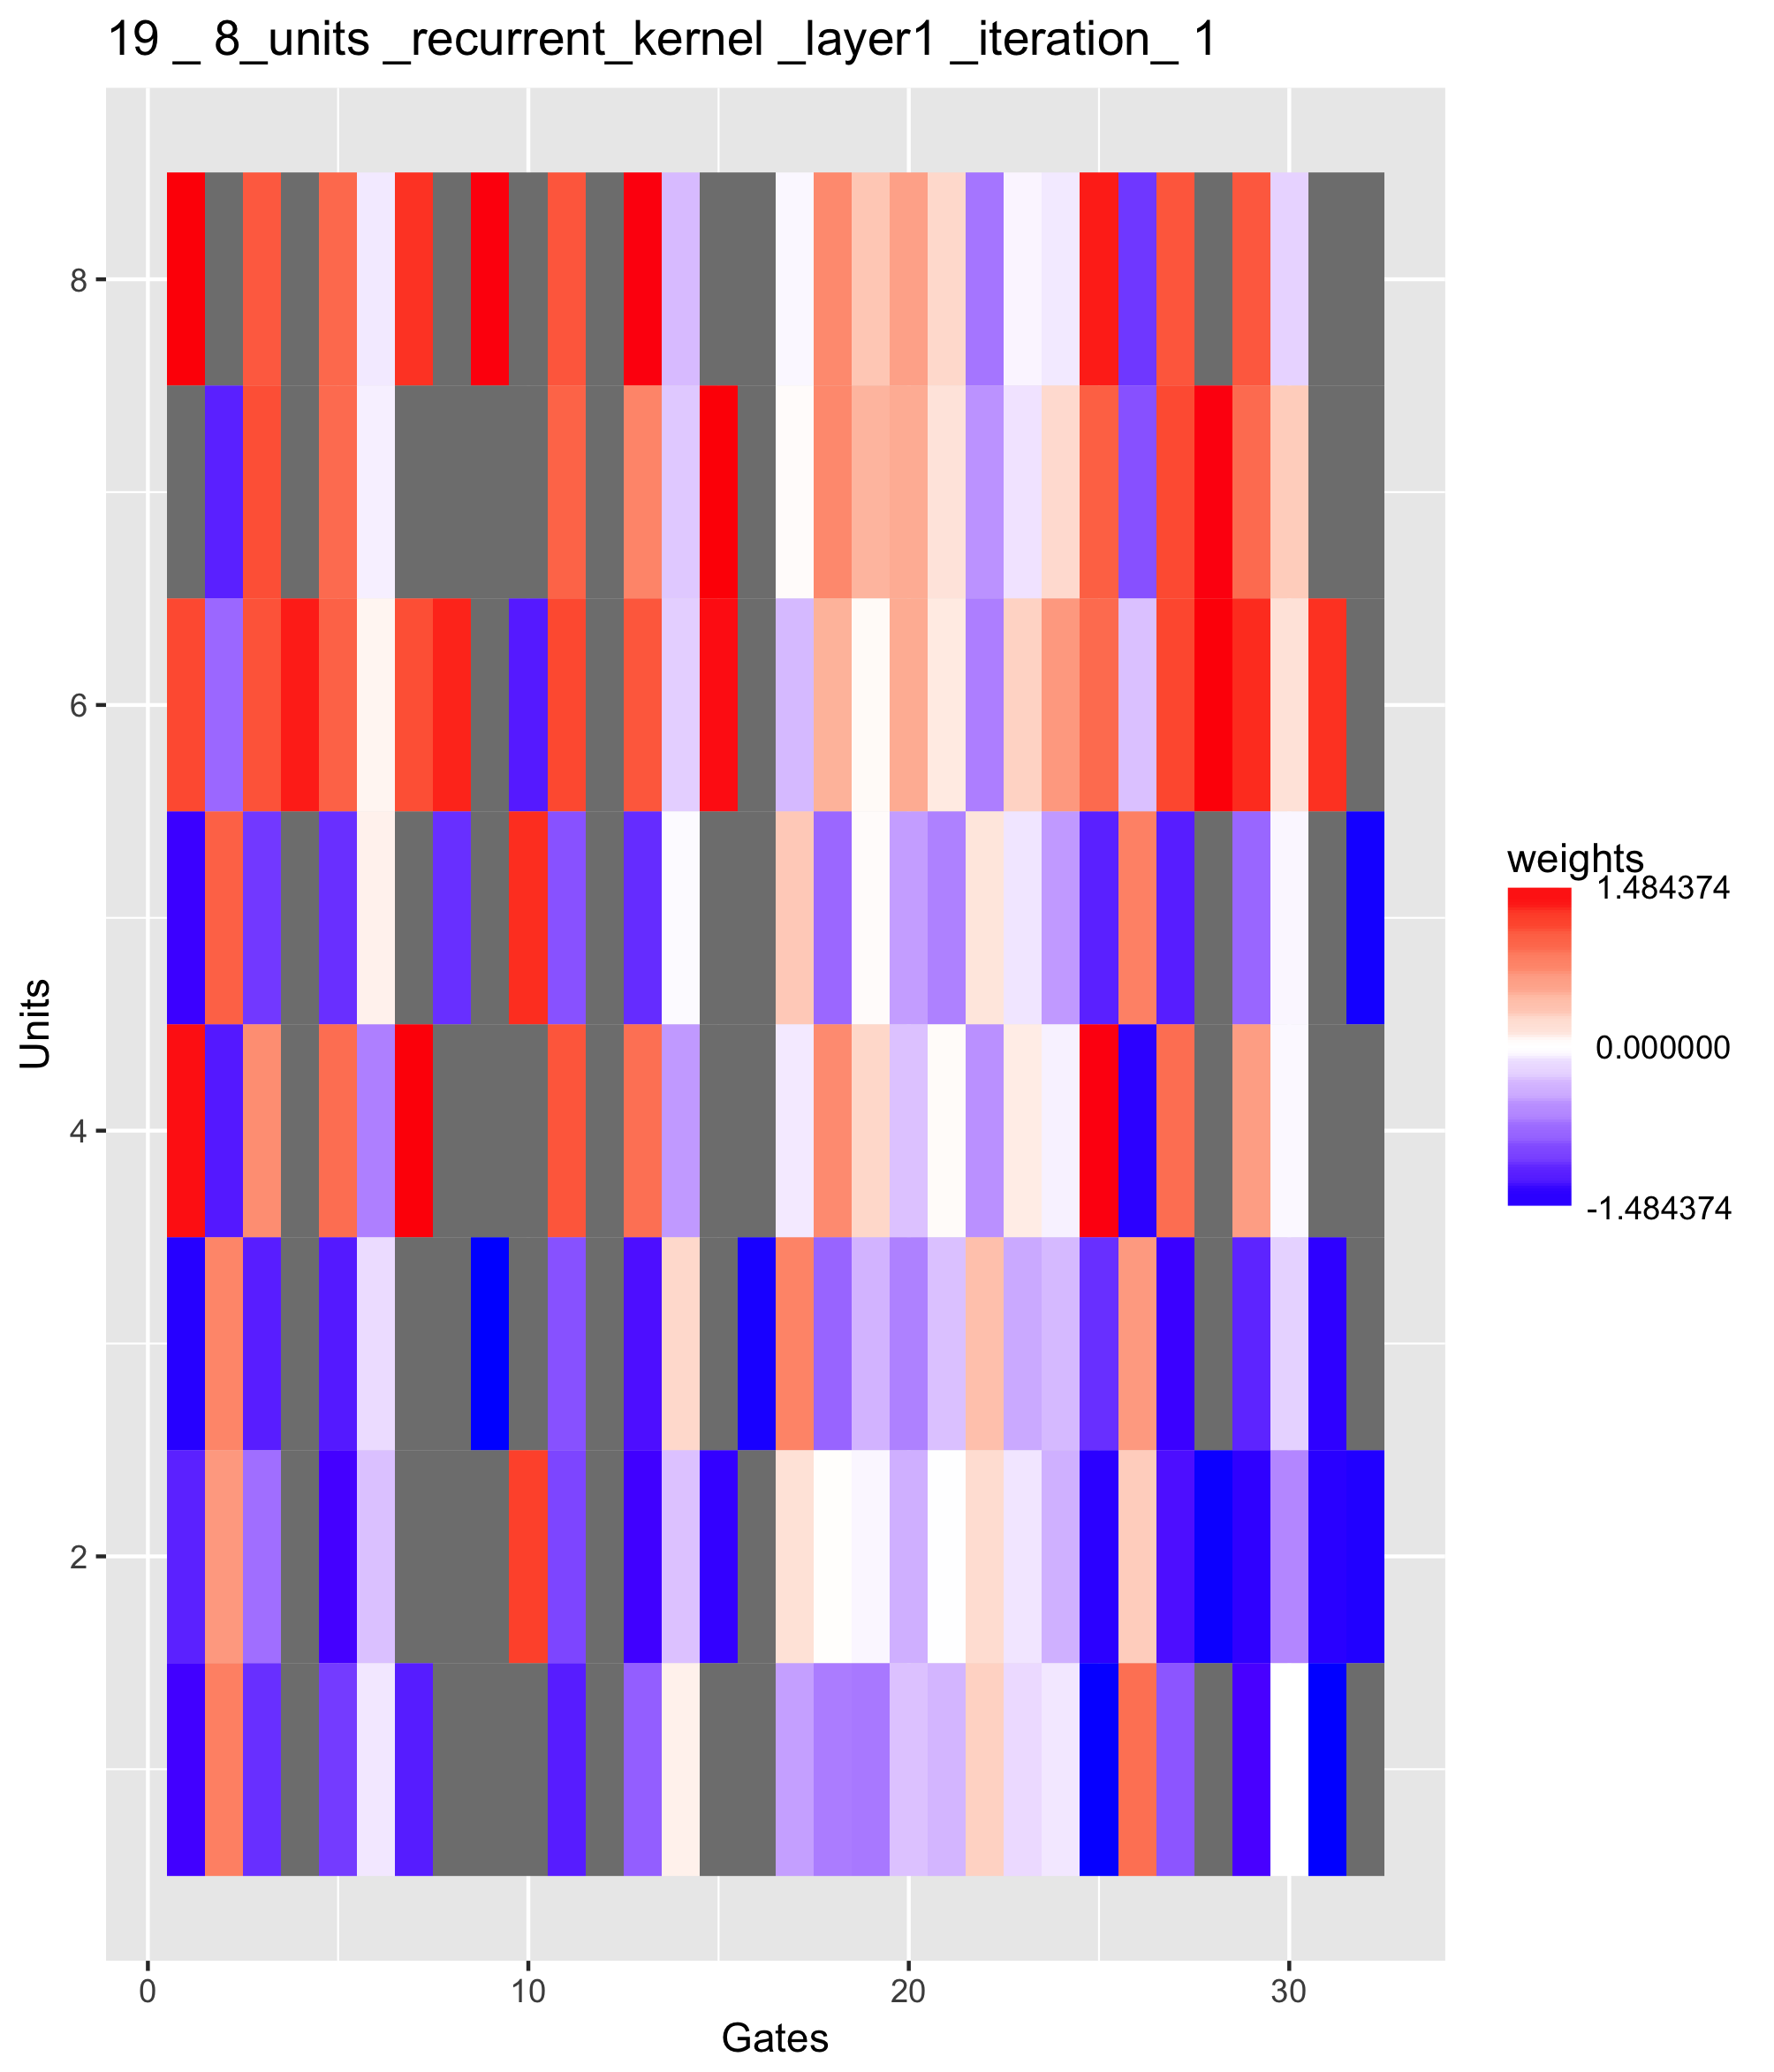 19 _ 8_units _recurrent_kernel _layer1 _iteration_ 1
8
6
4
2
Units
0 10 20 30
Gates
weights
1.484374
0.000000
-1.484374